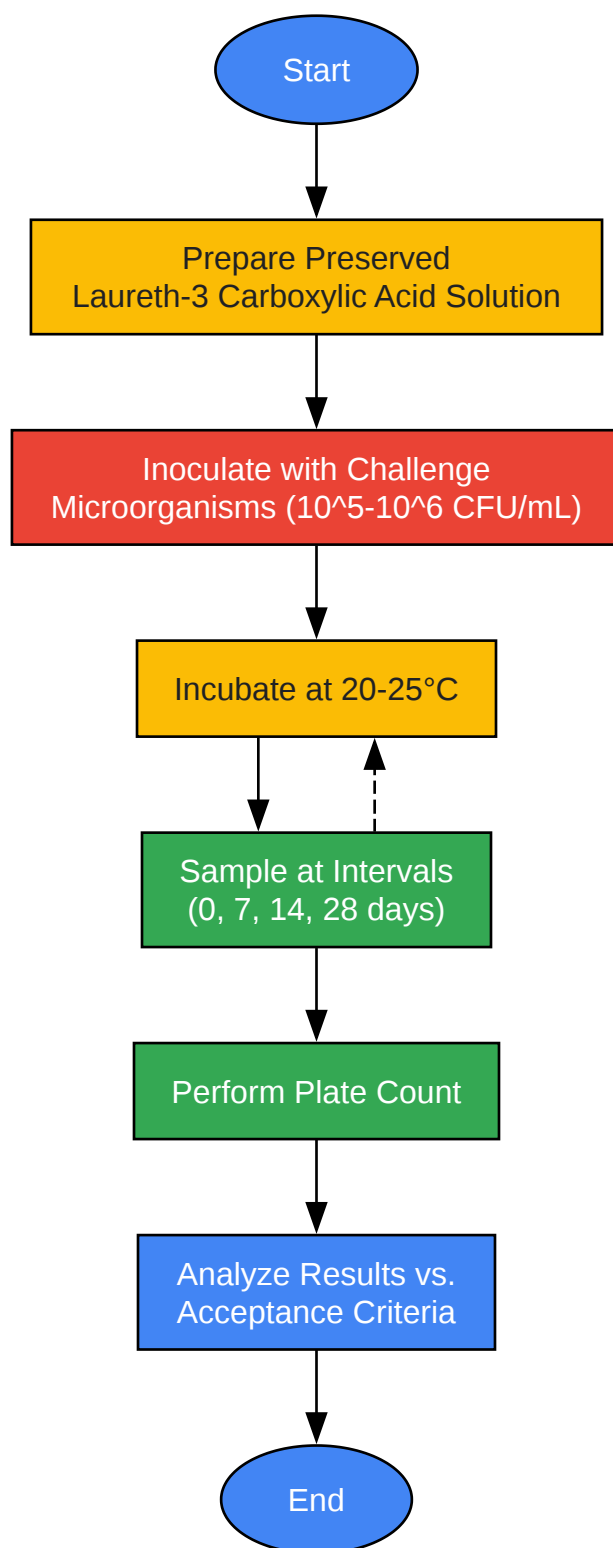 Start
Prepare Preserved
Laureth-3 Carboxylic Acid Solution
Inoculate with Challenge
Microorganisms (10^5-10^6 CFU/mL)
Incubate at 20-25°C
Sample at Intervals
(0, 7, 14, 28 days)
Perform Plate Count
Analyze Results vs.
Acceptance Criteria
End